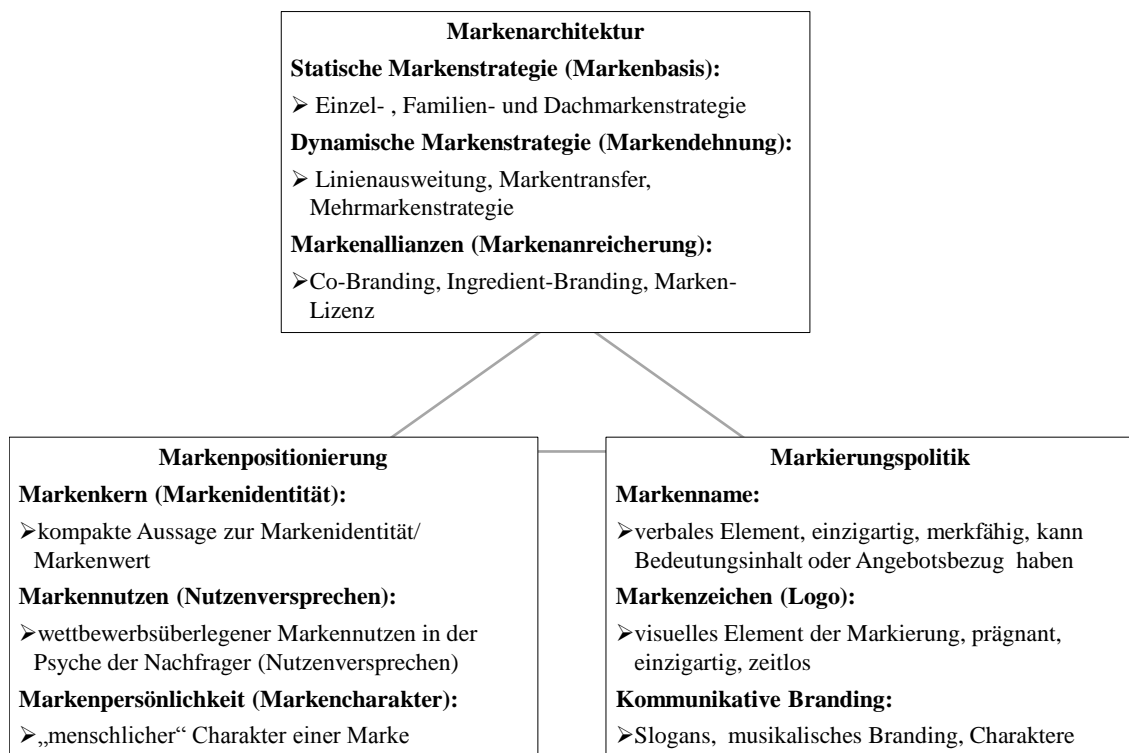 Markenarchitektur
Statische Markenstrategie (Markenbasis):
➢ Einzel- , Familien- und Dachmarkenstrategie
Dynamische Markenstrategie (Markendehnung):
➢ Linienausweitung, Markentransfer,
Mehrmarkenstrategie
Markenallianzen (Markenanreicherung):
➢Co-Branding, Ingredient-Branding, Marken-
Lizenz
Markenpositionierung
Markenkern (Markenidentität):
➢kompakte Aussage zur Markenidentität/
Markenwert
Markennutzen (Nutzenversprechen):
➢wettbewerbsüberlegener Markennutzen in der
Psyche der Nachfrager (Nutzenversprechen)
Markenpersönlichkeit (Markencharakter):
➢„menschlicher“ Charakter einer Marke
Markierungspolitik
Markenname:
➢verbales Element, einzigartig, merkfähig, kann
Bedeutungsinhalt oder Angebotsbezug haben
Markenzeichen (Logo):
➢visuelles Element der Markierung, prägnant,
einzigartig, zeitlos
Kommunikative Branding:
➢Slogans, musikalisches Branding, Charaktere